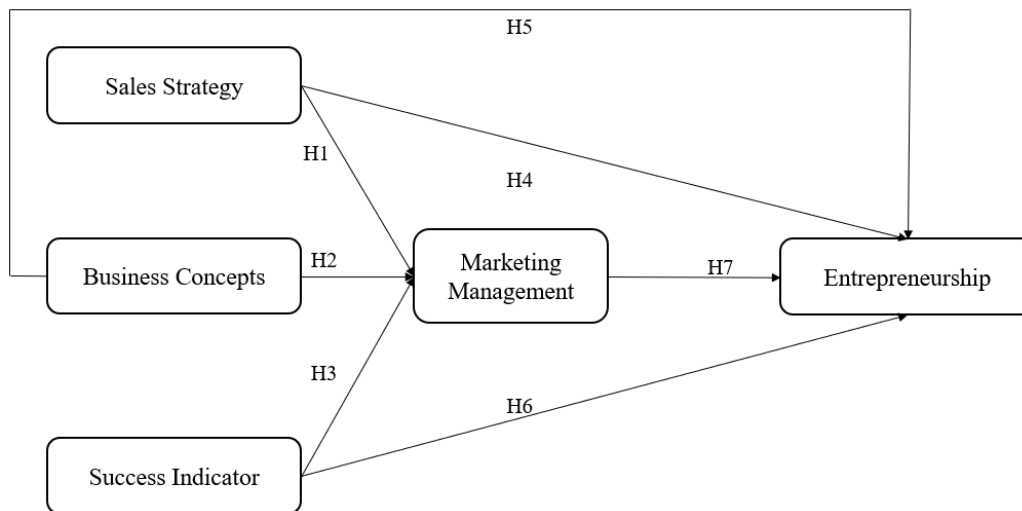 H5
Sales Strategy
H1
H4
Business Concepts
H2
Marketing
Management
H7
Entrepreneurship
H3
H6
Success Indicator